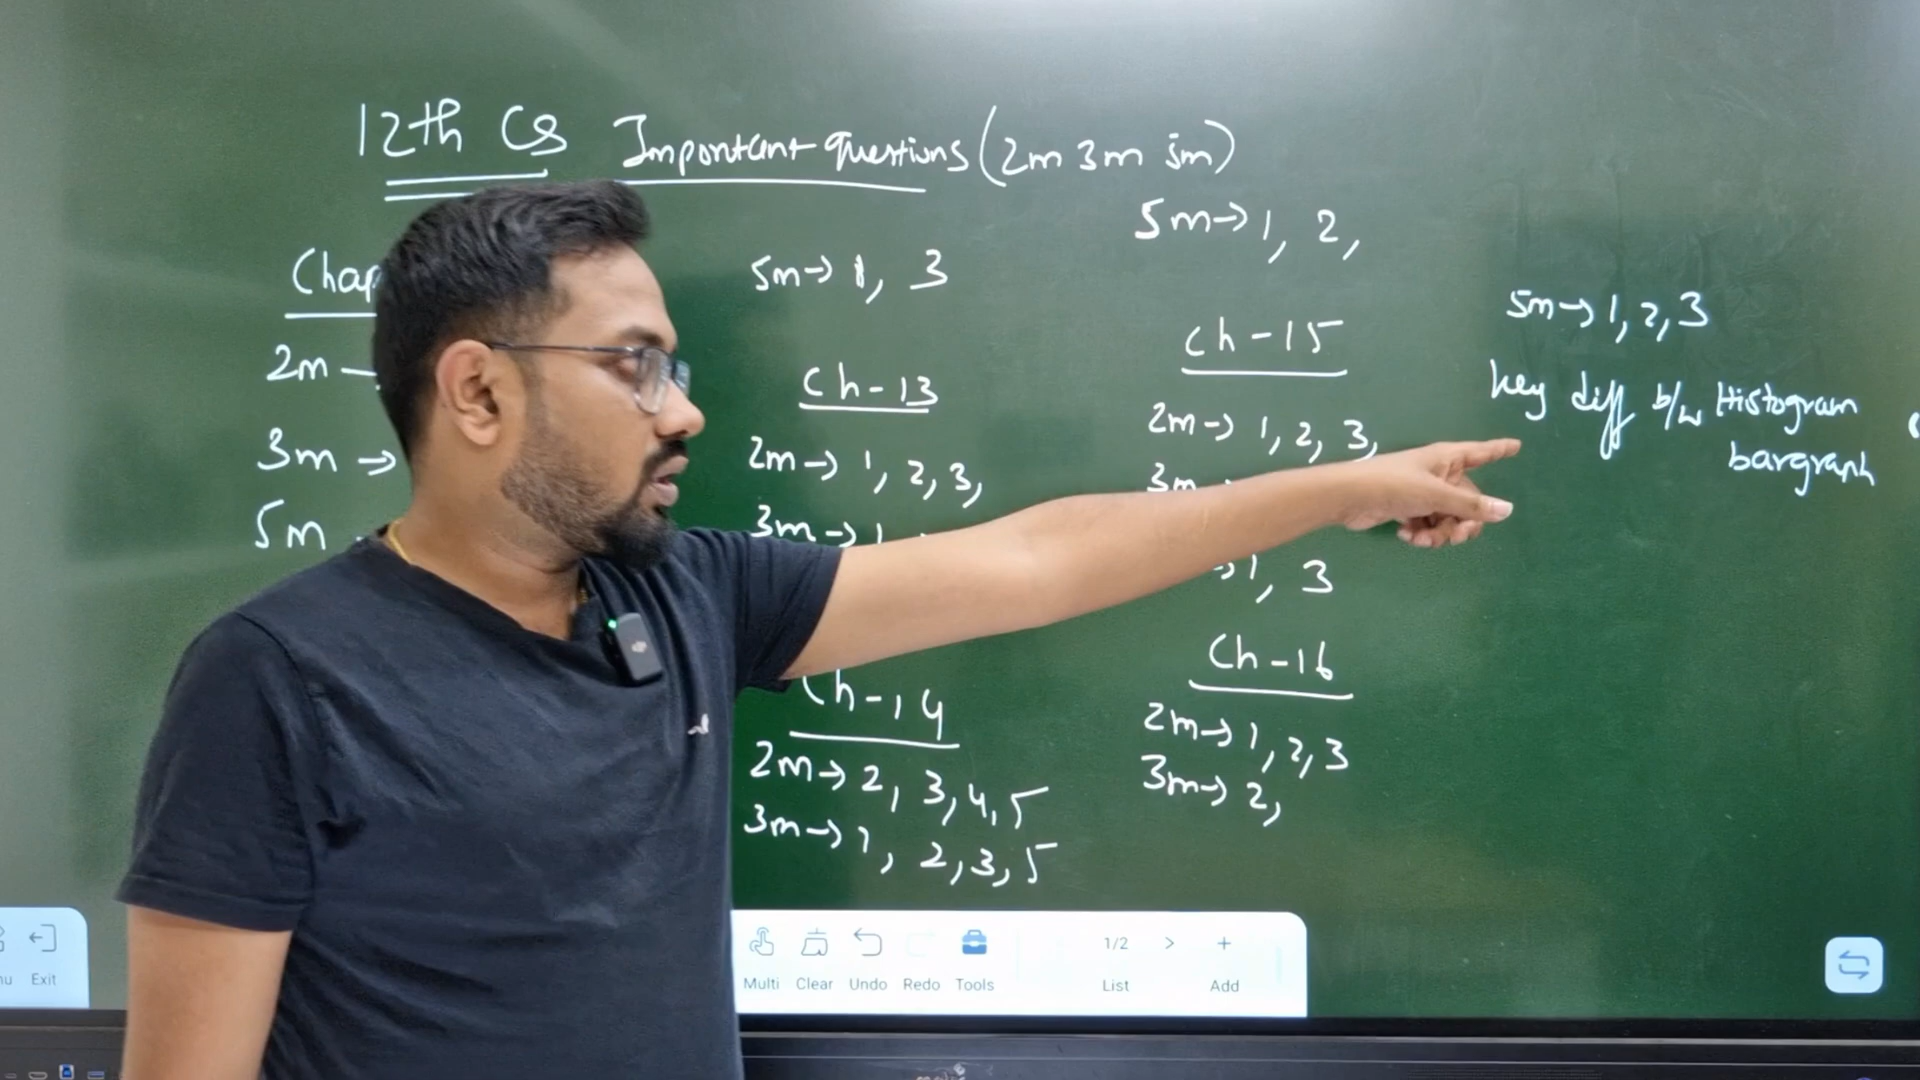 12th CS Important questions (2m 3m 5m)
2m
3m →
5m
5m → 1, 3
Ch-13
2m → 1, 2, 3,
3m → 1
Ch-14
2m → 2, 3, 4, 5
3m → 1, 2, 3, 5
5m → 1, 2,
Ch-15
2m → 1, 2, 3,
3m
1, 3
Ch-16
2m → 1, 2, 3
3m → 2,
5m → 1, 2, 3
key diff b/w Histogram
bargraph
Exit
Multi
Clear
Undo
Redo
Tools
1/2
List
Add